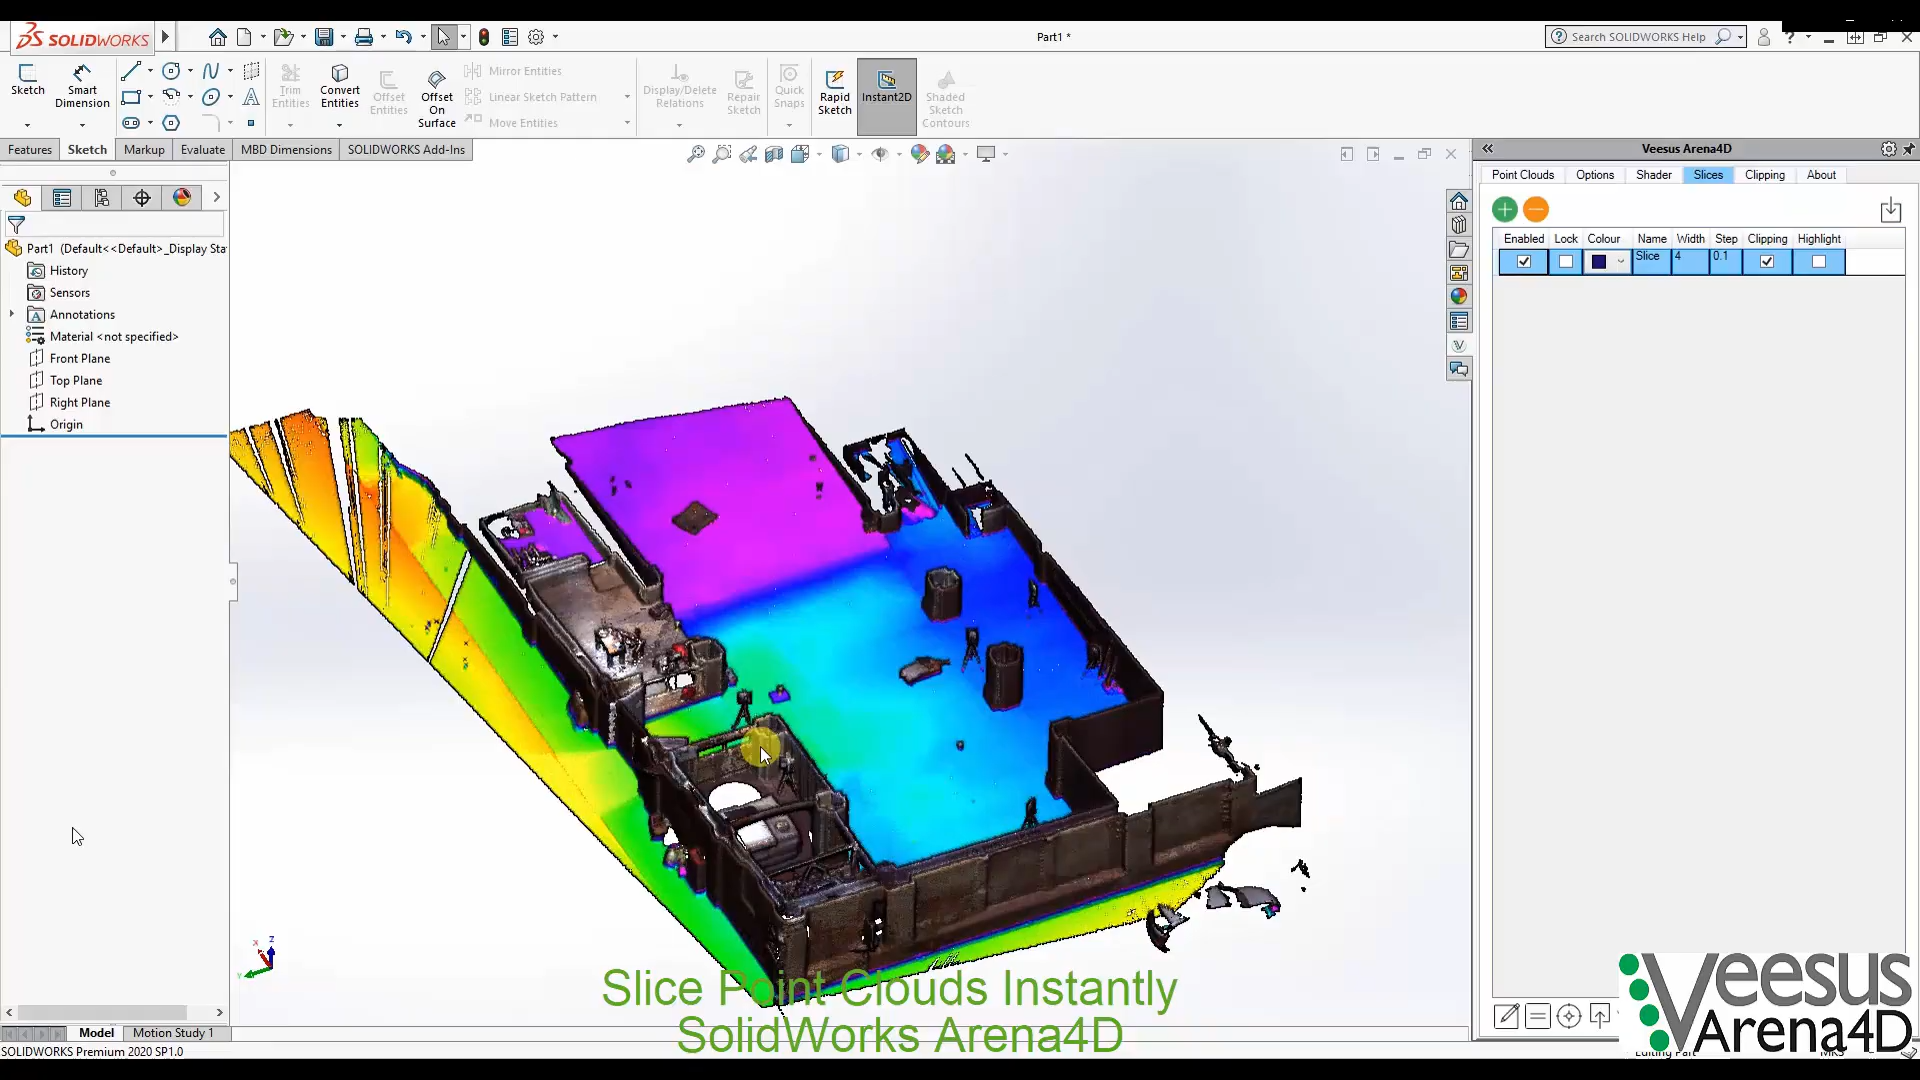 SOLIDWORKS
Part1 *
Search SOLIDWORKS Help
Sketch
Smart Dimension
Trim Entities
Convert Entities
Offset Entities
Offset On Surface
Mirror Entities
Linear Sketch Pattern
Move Entities
Display/Delete Relations
Repair Sketch
Quick Snaps
Rapid Sketch
Instant2D
Shaded Sketch Contours
Features Sketch Markup Evaluate MBD Dimensions SOLIDWORKS Add-Ins
Part1 (Default<<Default>_Display Sta
History
Sensors
Annotations
Material <not specified>
Front Plane
Top Plane
Right Plane
Origin
Veesus Arena4D
Point Clouds Options Shader Slices Clipping About
Enabled Lock Colour Name Width Step Clipping Highlight
Slice 4 0.1
Z
X
Y
Slice Point Clouds Instantly
SolidWorks Arena4D
Veesus
Arena4D
Model Motion Study 1
SOLIDWORKS Premium 2020 SP1.0
Editing Part
MKS